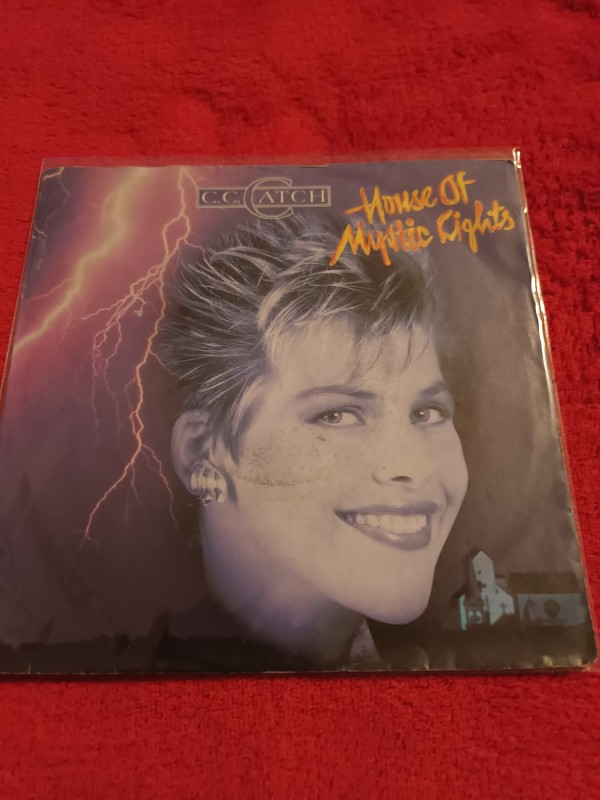 C.C. CATCH
House Of
Mystic Lights